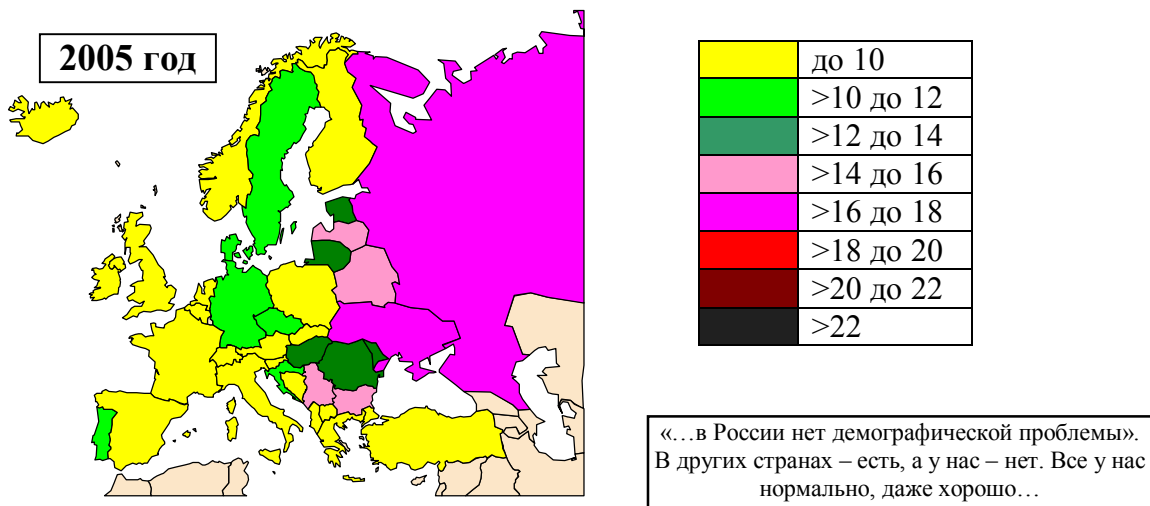 2005 год
до 10
>10 до 12
>12 до 14
>14 до 16
>16 до 18
>18 до 20
>20 до 22
>22
«…в России нет демографической проблемы».
В других странах – есть, а у нас – нет. Все у нас
нормально, даже хорошо…